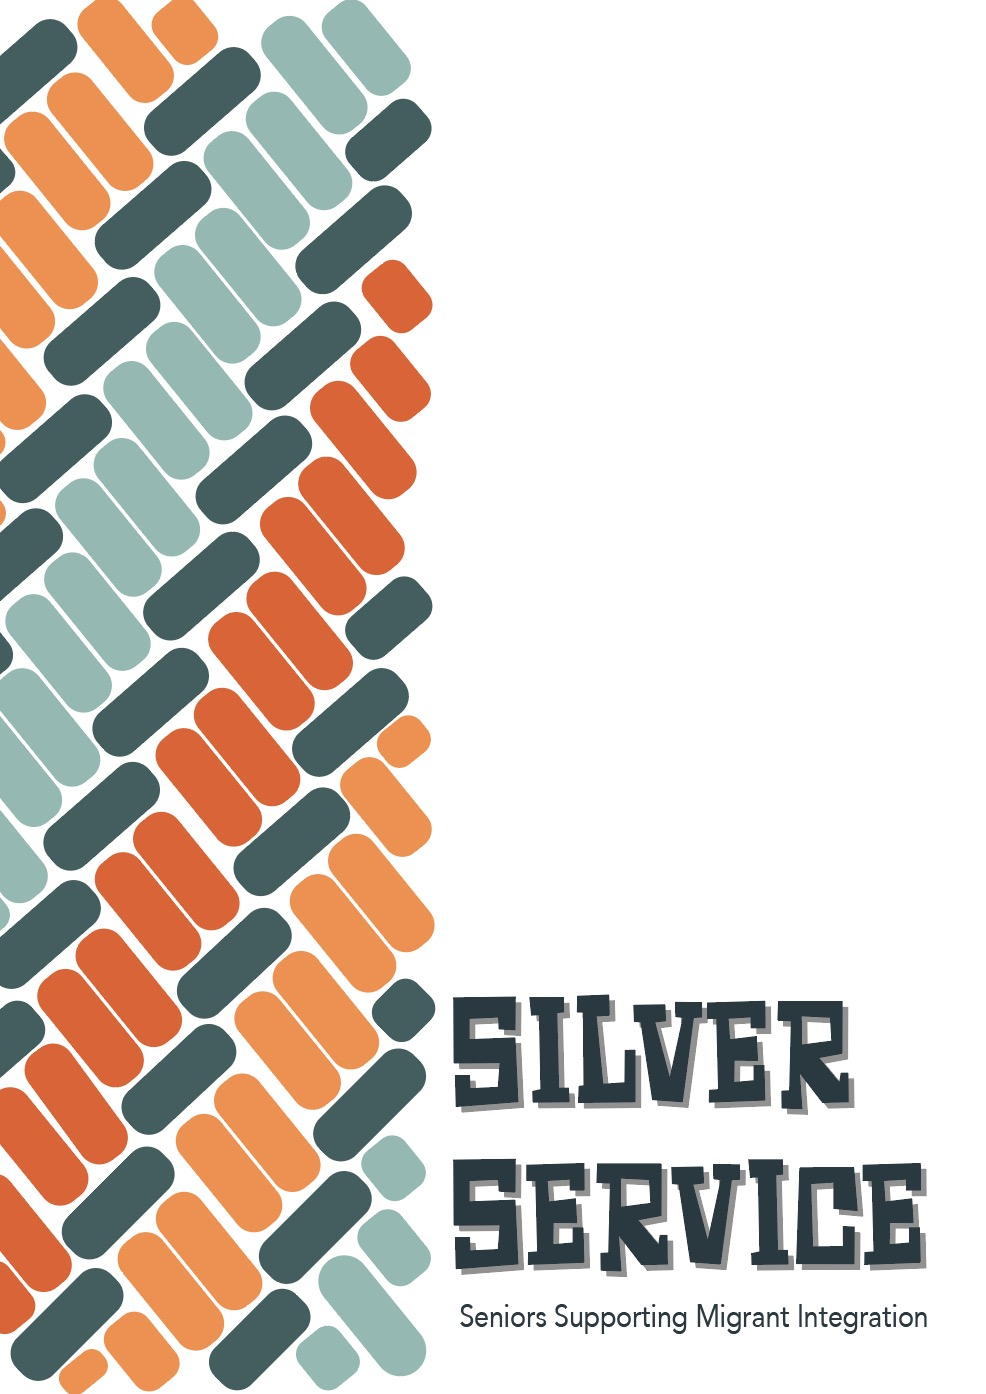 SILVER
SERVICE
Seniors Supporting Migrant Integration